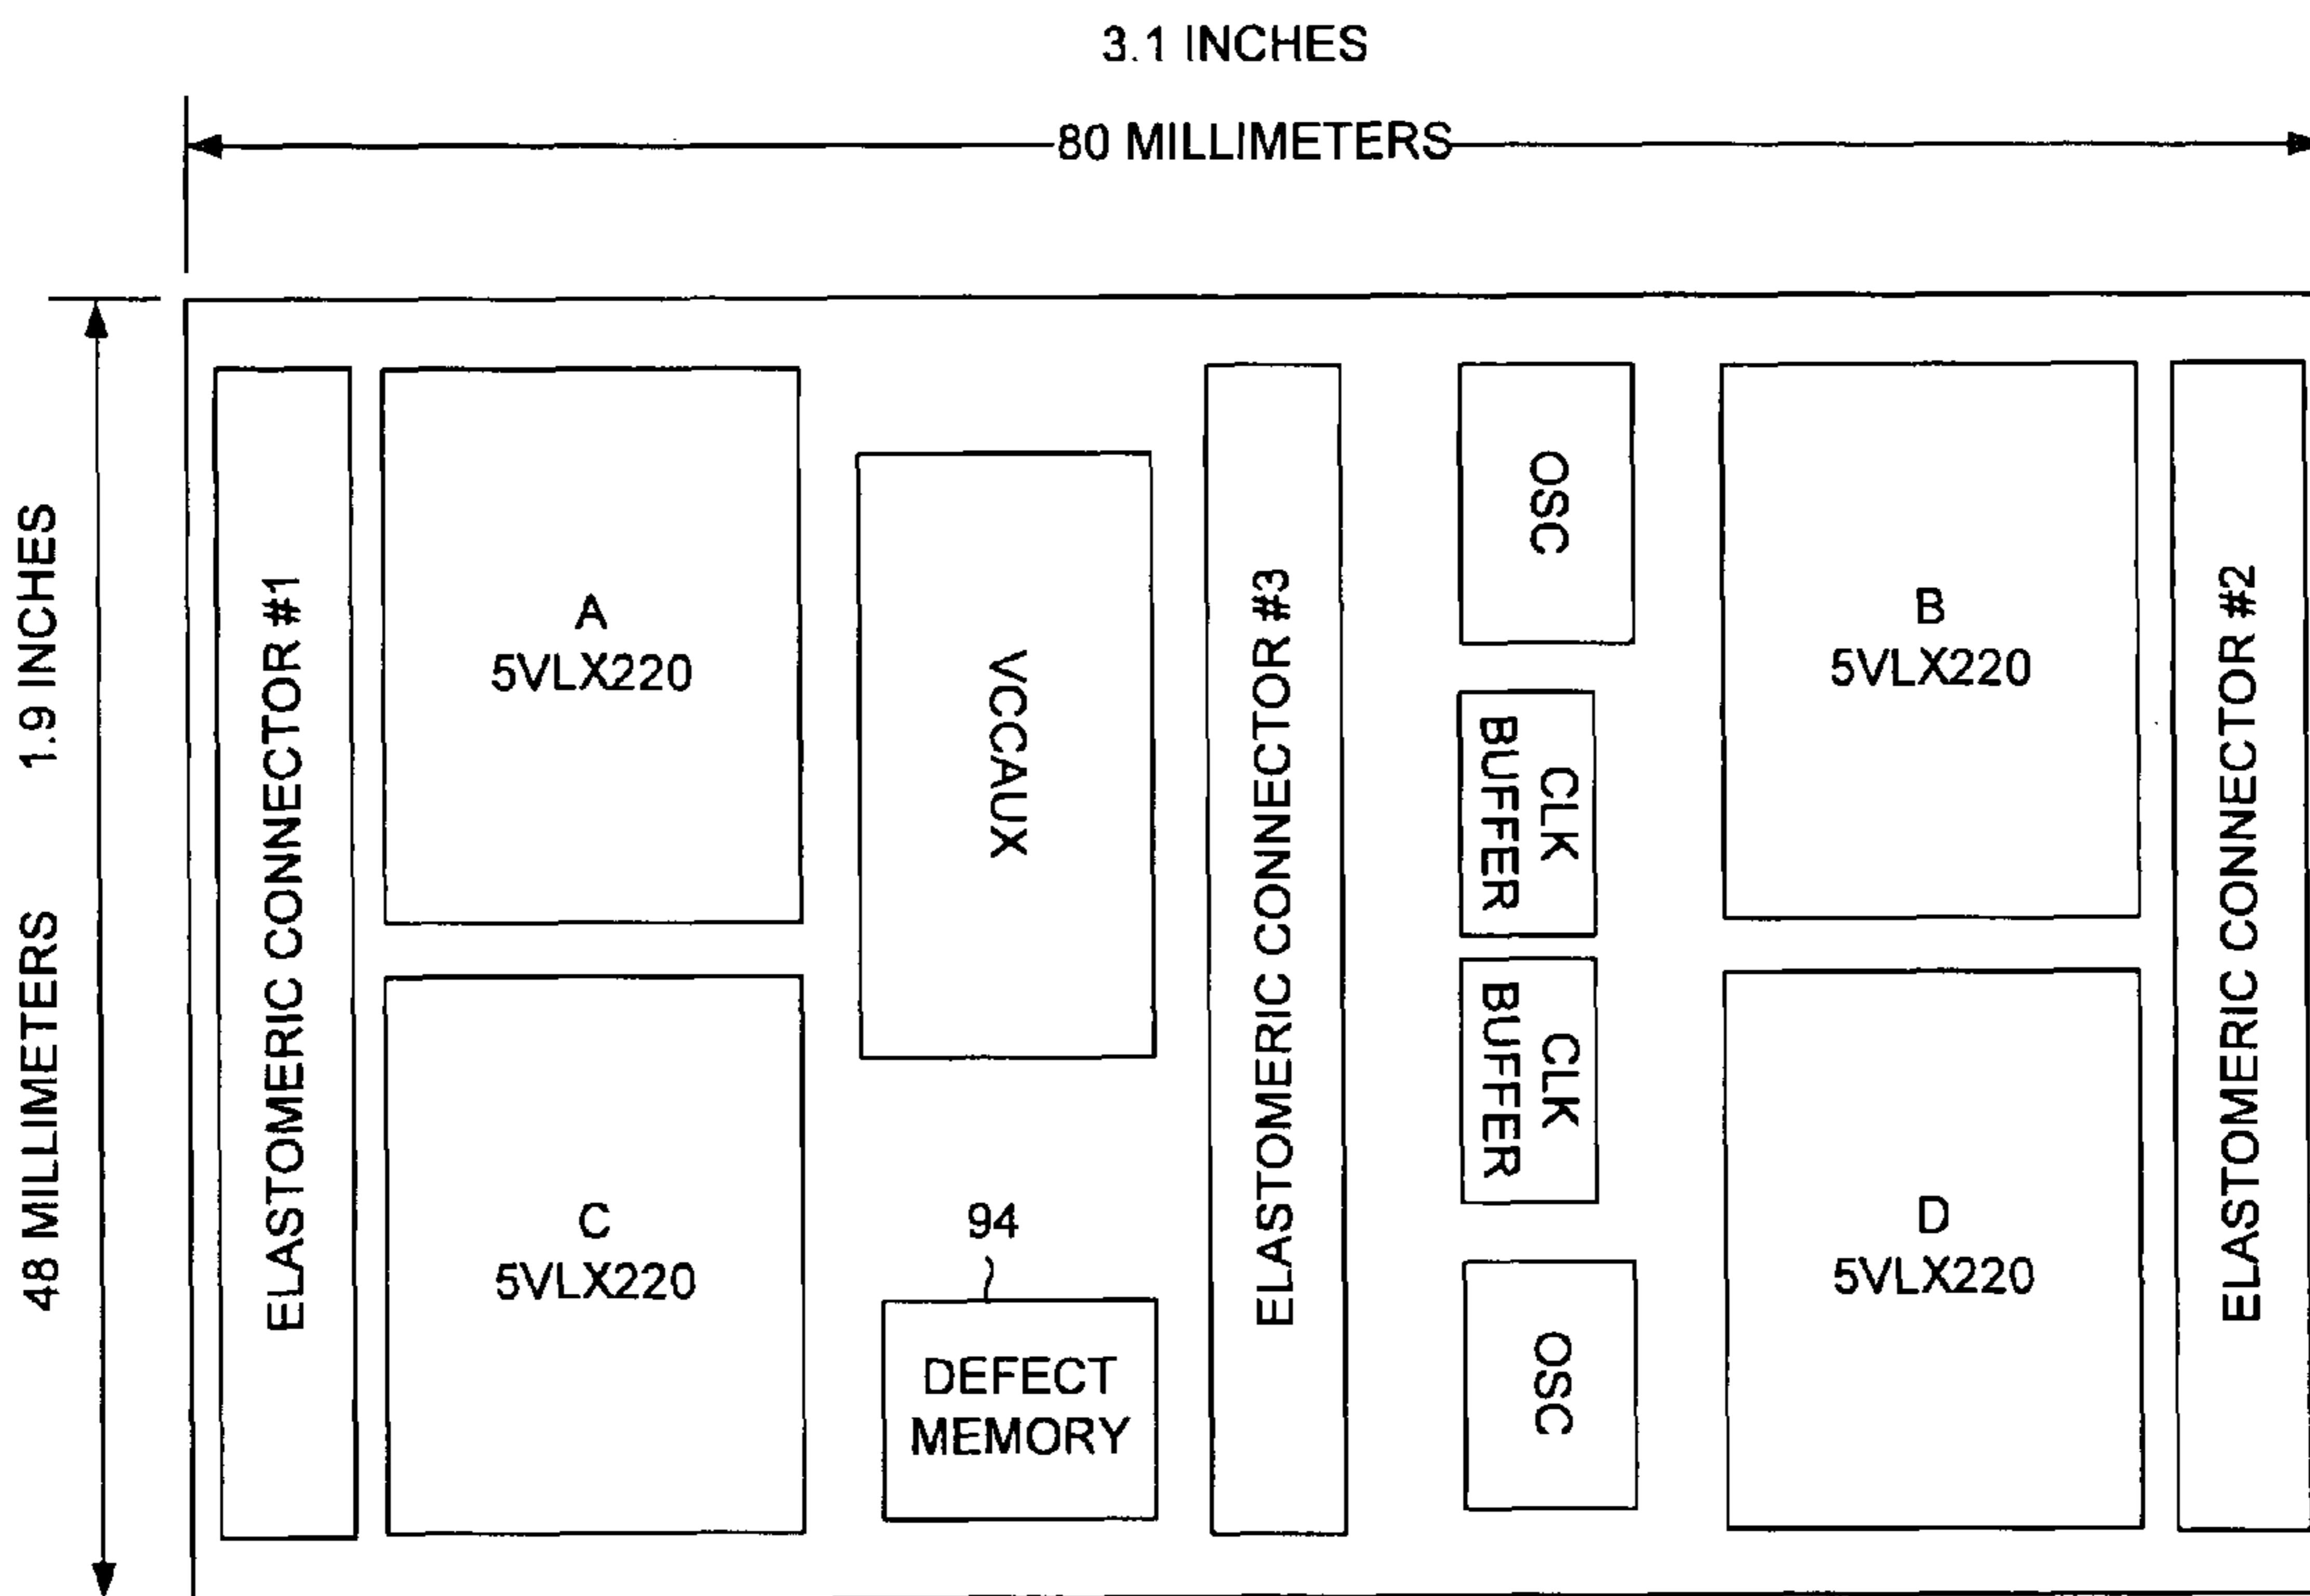 3.1 INCHES
80 MILLIMETERS
1.9 INCHES
48 MILLIMETERS
ELASTOMERIC CONNECTOR #1
A
5VLX220
C
5VLX220
VCCAUX
94
DEFECT
MEMORY
ELASTOMERIC CONNECTOR #3
OSC
CLK
BUFFER
CLK
BUFFER
OSC
B
5VLX220
D
5VLX220
ELASTOMERIC CONNECTOR #2